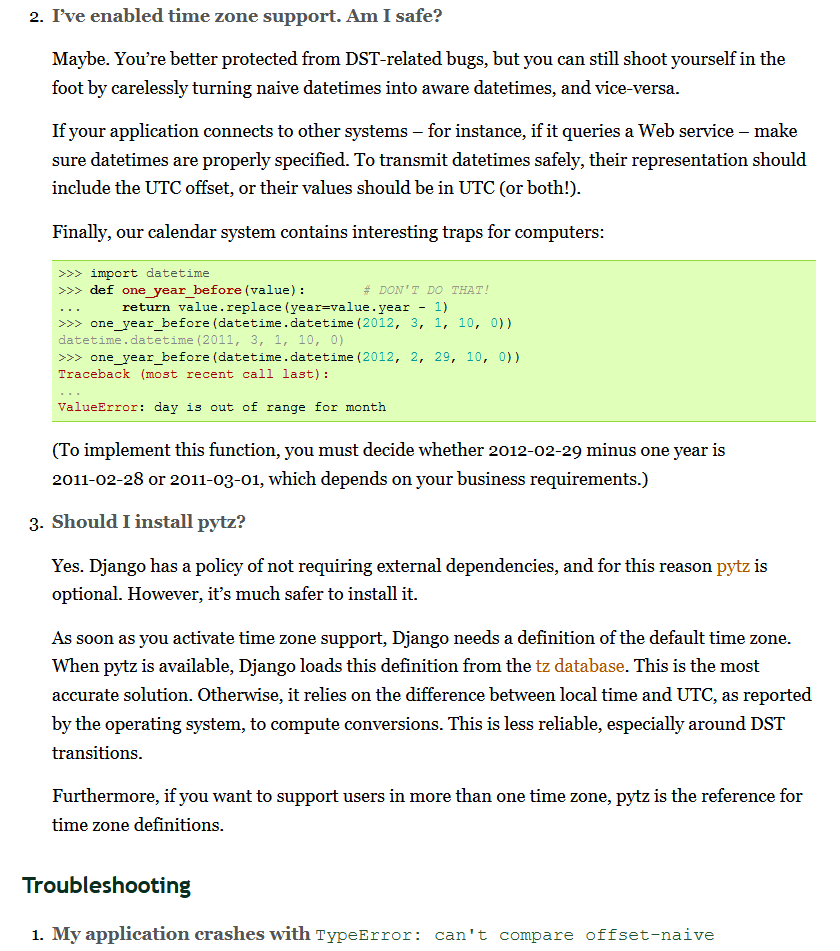 2. I’ve enabled time zone support. Am I safe?
Maybe. You’re better protected from DST-related bugs, but you can still shoot yourself in the
foot by carelessly turning naive datetimes into aware datetimes, and vice-versa.
If your application connects to other systems – for instance, if it queries a Web service – make
sure datetimes are properly specified. To transmit datetimes safely, their representation should
include the UTC offset, or their values should be in UTC (or both!).
Finally, our calendar system contains interesting traps for computers:
>>> import datetime
>>> def one_year_before(value):       # DON'T DO THAT!
...     return value.replace(year=value.year - 1)
>>> one_year_before(datetime.datetime(2012, 3, 1, 10, 0))
datetime.datetime(2011, 3, 1, 10, 0)
>>> one_year_before(datetime.datetime(2012, 2, 29, 10, 0))
Traceback (most recent call last):
...
ValueError: day is out of range for month
(To implement this function, you must decide whether 2012-02-29 minus one year is
2011-02-28 or 2011-03-01, which depends on your business requirements.)
3. Should I install pytz?
Yes. Django has a policy of not requiring external dependencies, and for this reason pytz is
optional. However, it’s much safer to install it.
As soon as you activate time zone support, Django needs a definition of the default time zone.
When pytz is available, Django loads this definition from the tz database. This is the most
accurate solution. Otherwise, it relies on the difference between local time and UTC, as reported
by the operating system, to compute conversions. This is less reliable, especially around DST
transitions.
Furthermore, if you want to support users in more than one time zone, pytz is the reference for
time zone definitions.
Troubleshooting
1. My application crashes with TypeError: can't compare offset-naive